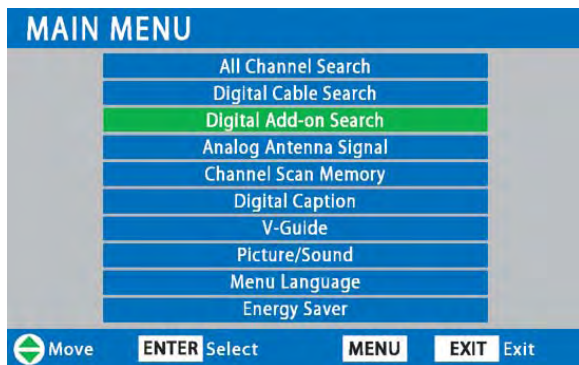 MAIN MENU
All Channel Search
Digital Cable Search
Digital Add-on Search
Analog Antenna Signal
Channel Scan Memory
Digital Caption
V-Guide
Picture/Sound
Menu Language
Energy Saver
Move ENTER Select MENU EXIT Exit